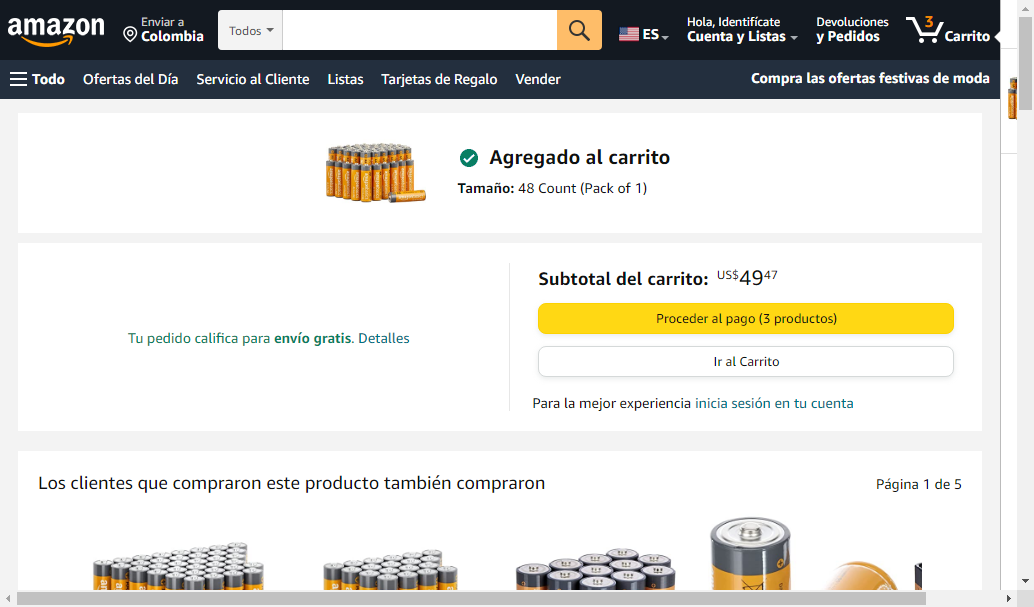 amazon
Enviar a
Colombia
Todos
ES
Hola, Identifícate
Cuenta y Listas
Devoluciones
y Pedidos
3
Carrito
Todo
Ofertas del Día
Servicio al Cliente
Listas
Tarjetas de Regalo
Vender
Compra las ofertas festivas de moda
Agregado al carrito
Tamaño: 48 Count (Pack of 1)
Tu pedido califica para envío gratis. Detalles
Subtotal del carrito: US$4947
Proceder al pago (3 productos)
Ir al Carrito
Para la mejor experiencia inicia sesión en tu cuenta
Los clientes que compraron este producto también compraron
Página 1 de 5